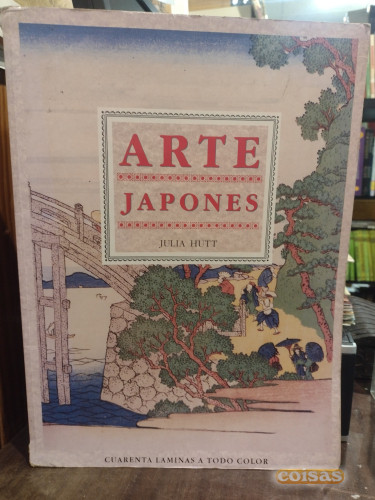 ARTE
JAPONES
JULIA HUTT
CUARENTA LAMINAS A TODO COLOR
coisas